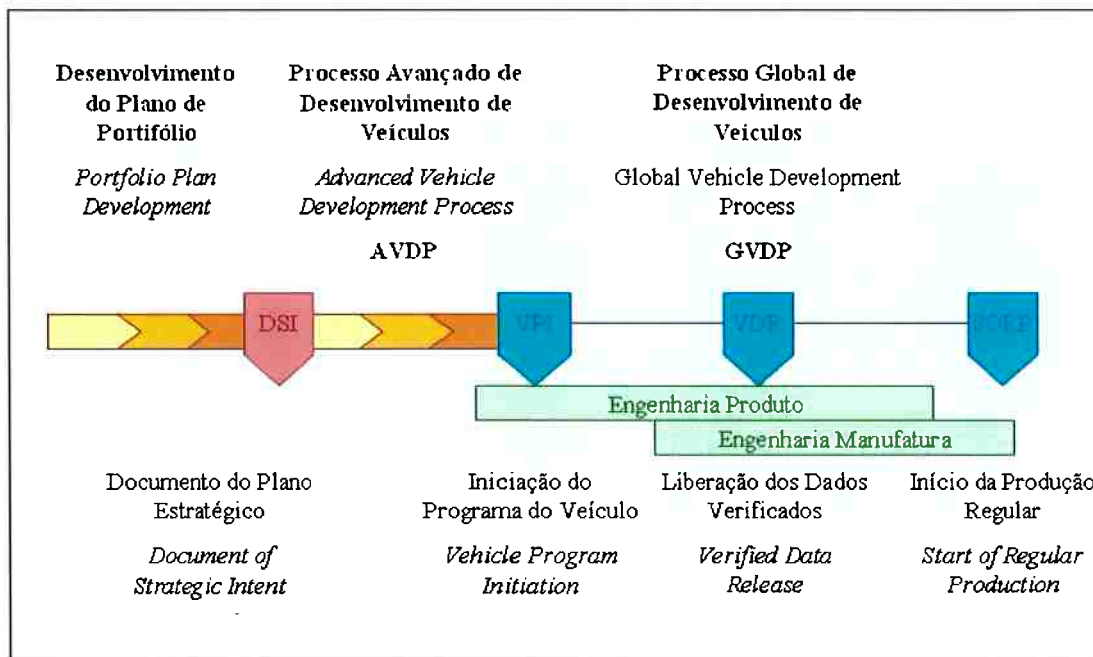 Desenvolvimento
do Plano de
Portifólio
Portfolio Plan
Development
Processo Avançado de
Desenvolvimento de
Veículos
Advanced Vehicle
Development Process
AVDP
Processo Global de
Desenvolvimento de
Veículos
Global Vehicle Development
Process
GVDP
DSI
VPI
VDR
SORP
Engenharia Produto
Engenharia Manufatura
Documento do Plano
Estratégico
Document of
Strategic Intent
Iniciação do
Programa do Veículo
Vehicle Program
Initiation
Liberação dos Dados
Verificados
Verified Data
Release
Início da Produção
Regular
Start of Regular
Production